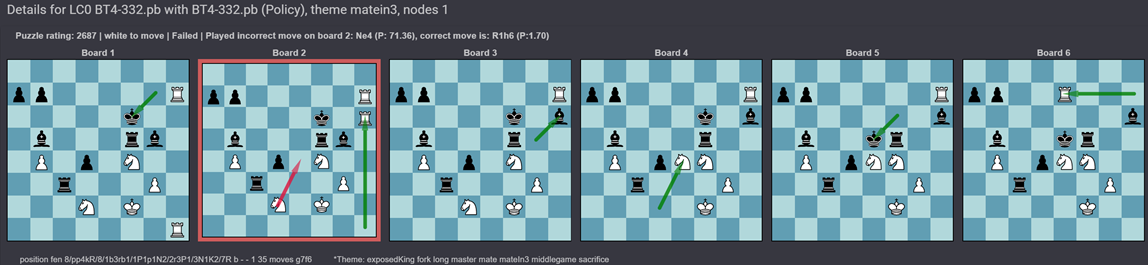 Details for LC0 BT4-332.pb with BT4-332.pb (Policy), theme matein3, nodes 1
Puzzle rating: 2687 | white to move | Failed | Played incorrect move on board 2: Ne4 (P: 71.36), correct move is: R1h6 (P:1.70)
Board 1 Board 2 Board 3 Board 4 Board 5 Board 6
position fen 8/pp4kR/8/1b3rb1/1P1p1N2/2r3P1/3N1K2/7R b - - 1 35 moves g7f6 *Theme: exposedKing fork long master mate mateIn3 middlegame sacrifice